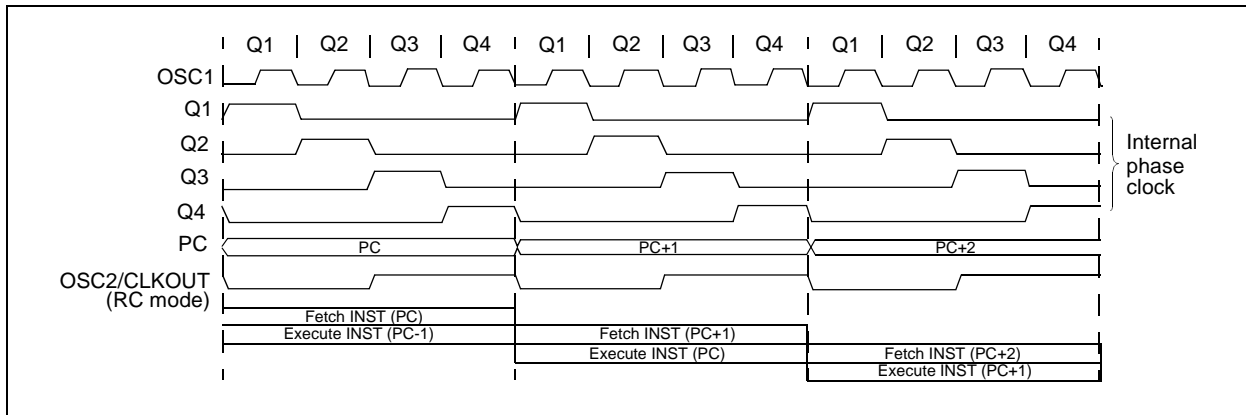 Q1 Q2 Q3 Q4 Q1 Q2 Q3 Q4 Q1 Q2 Q3 Q4
OSC1
Q1
Q2
Q3
Q4
Internal
phase
clock
PC
PC PC+1 PC+2
OSC2/CLKOUT
(RC mode)
Fetch INST (PC)
Execute INST (PC-1) Fetch INST (PC+1)
Execute INST (PC) Fetch INST (PC+2)
Execute INST (PC+1)